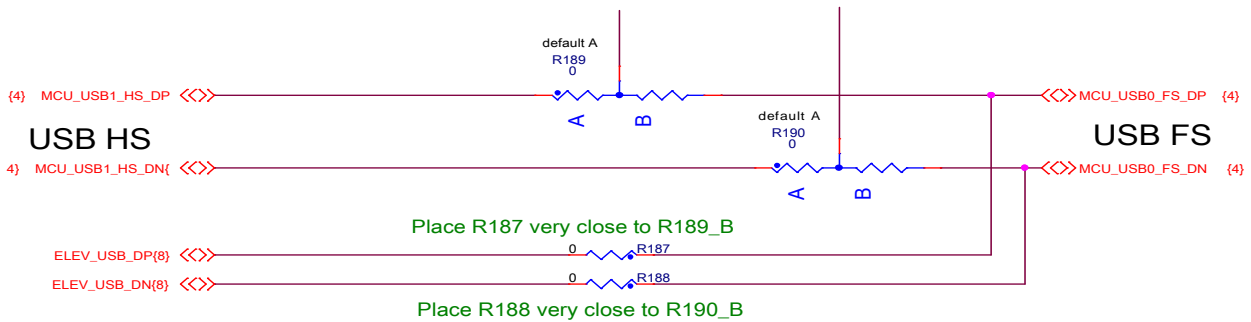 default A
R189
0
{4} MCU_USB1_HS_DP
MCU_USB0_FS_DP {4}
A
B
USB HS
default A
R190
0
USB FS
4} MCU_USB1_HS_DN{
MCU_USB0_FS_DN {4}
A
B
Place R187 very close to R189_B
ELEV_USB_DP{8}
0
R187
ELEV_USB_DN{8}
0
R188
Place R188 very close to R190_B